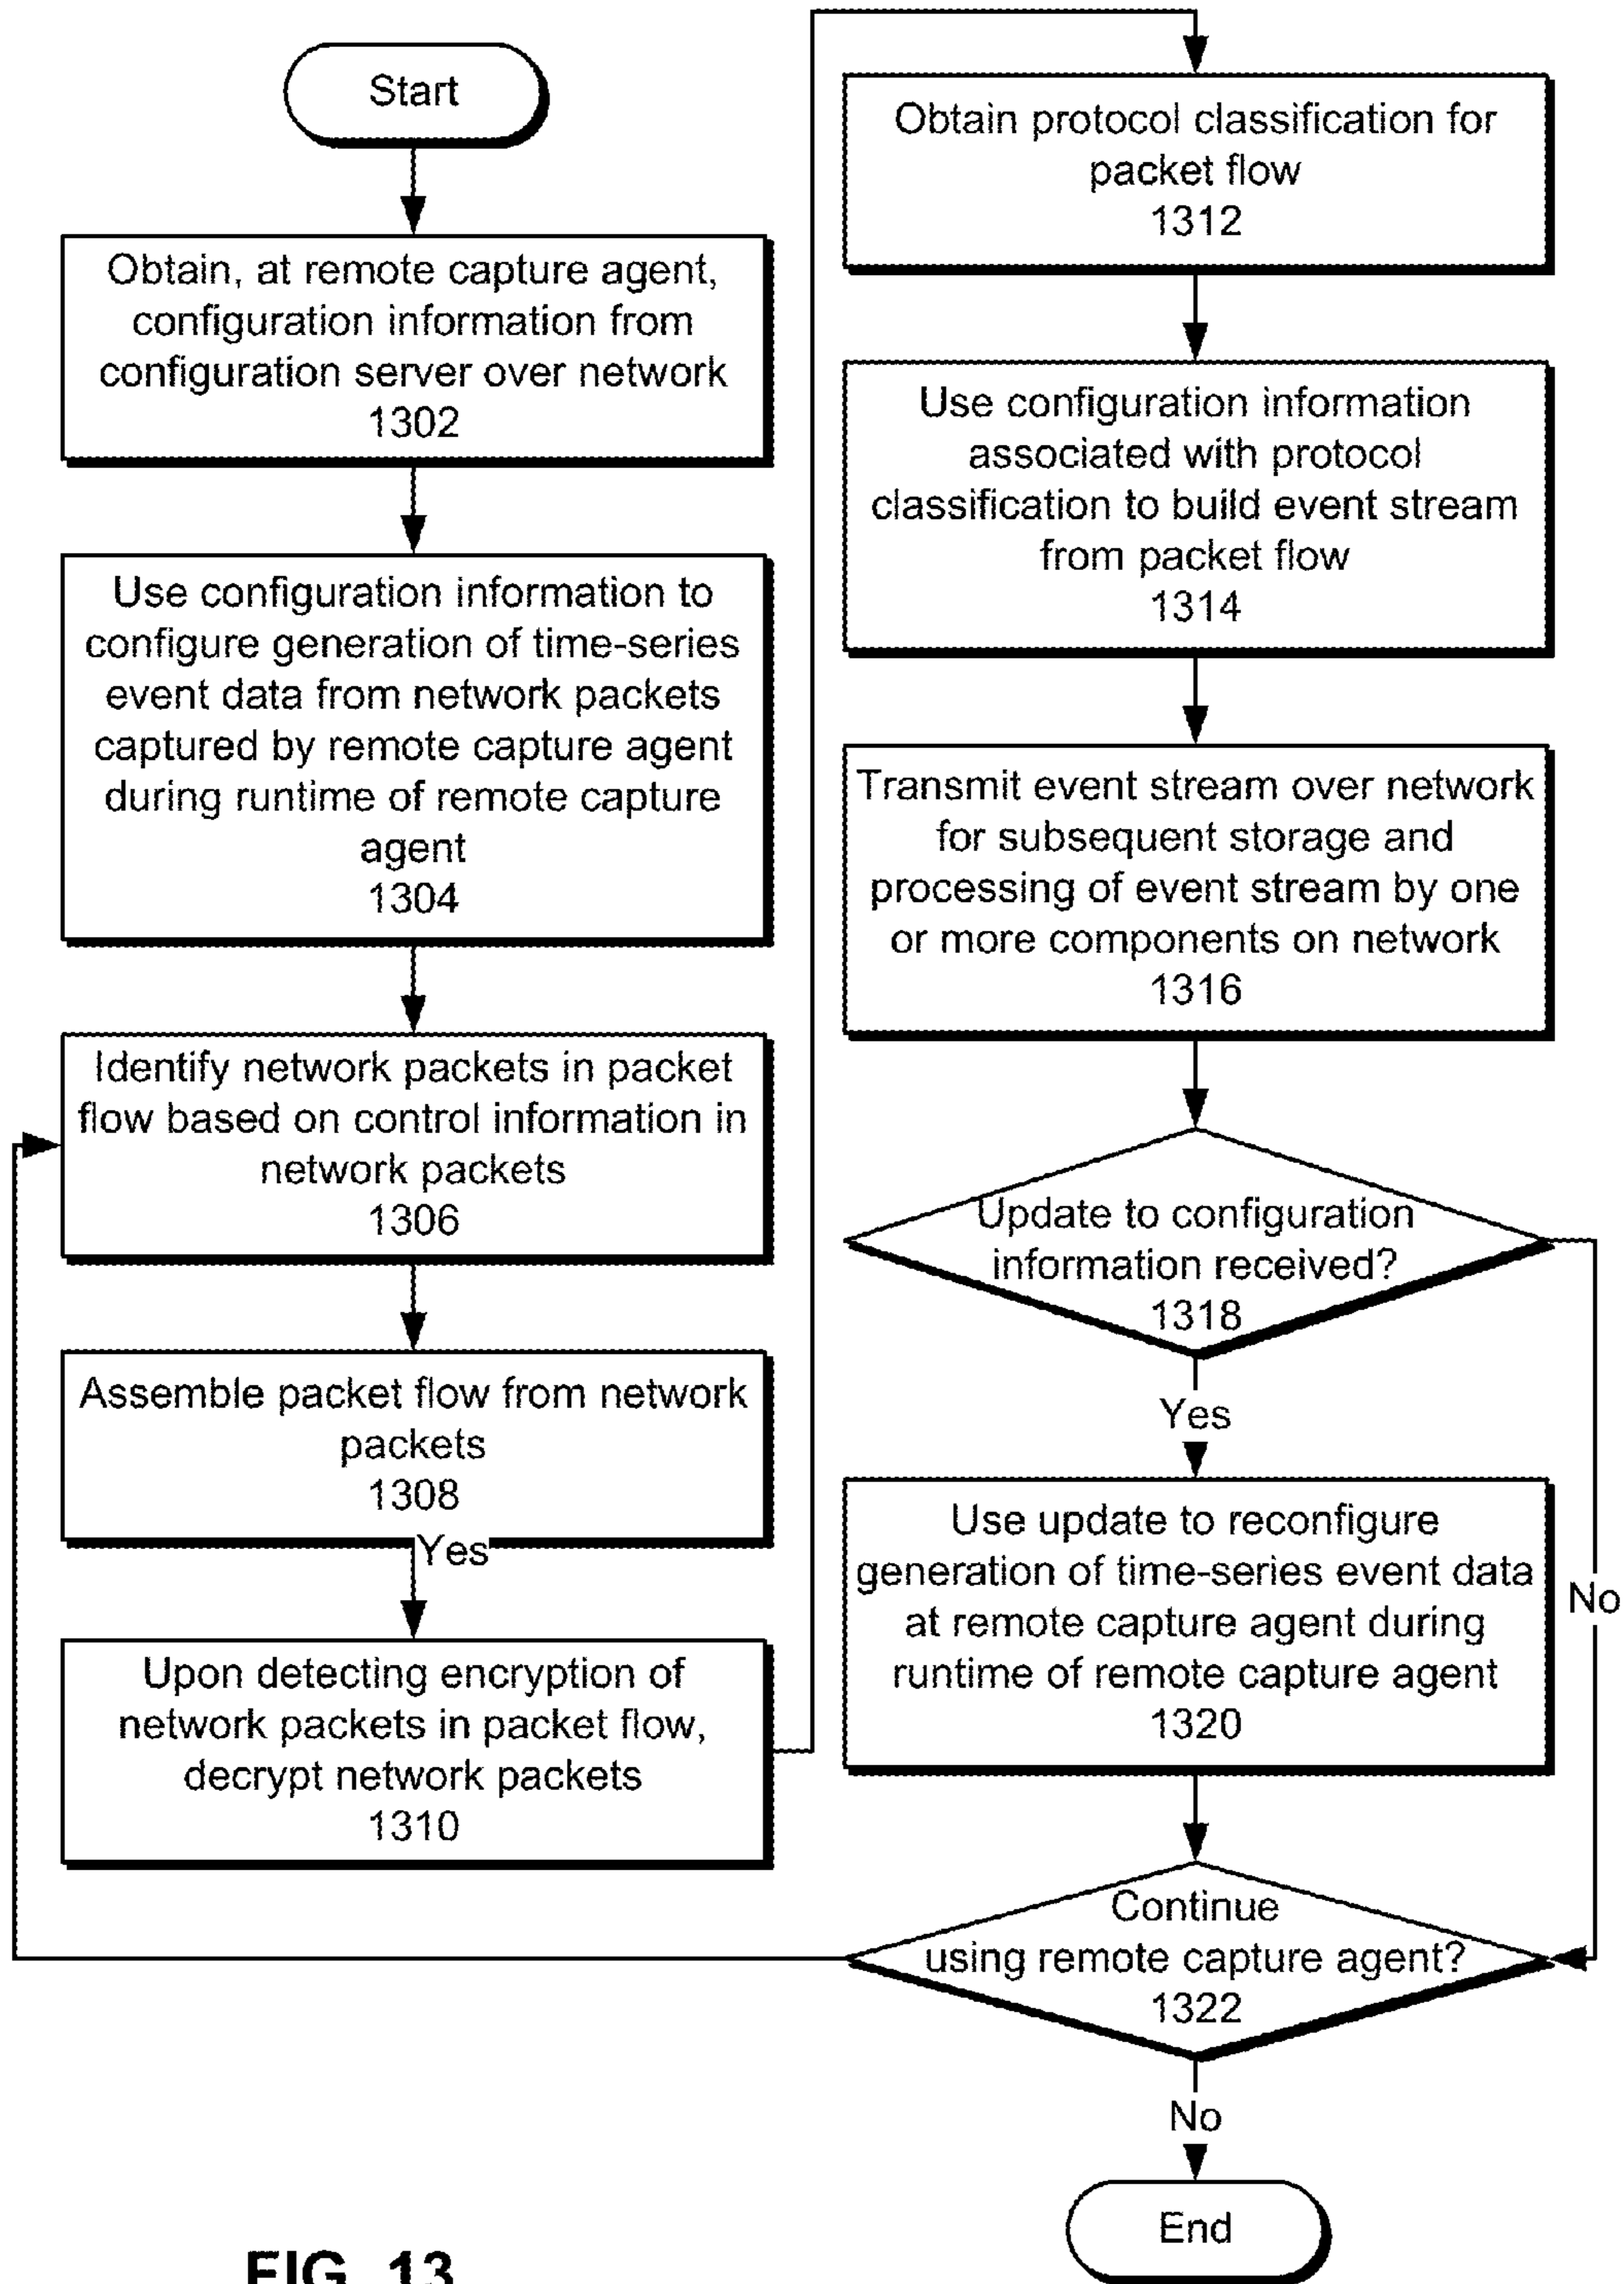 Start
Obtain, at remote capture agent,
configuration information from
configuration server over network
1302
Use configuration information to
configure generation of time-series
event data from network packets
captured by remote capture agent
during runtime of remote capture
agent
1304
Identify network packets in packet
flow based on control information in
network packets
1306
Assemble packet flow from network
packets
1308
Yes
Upon detecting encryption of
network packets in packet flow,
decrypt network packets
1310
Obtain protocol classification for
packet flow
1312
Use configuration information
associated with protocol
classification to build event stream
from packet flow
1314
Transmit event stream over network
for subsequent storage and
processing of event stream by one
or more components on network
1316
Update to configuration
information received?
1318
Yes
No
Use update to reconfigure
generation of time-series event data
at remote capture agent during
runtime of remote capture agent
1320
Continue
using remote capture agent?
1322
No
End
FIG. 13